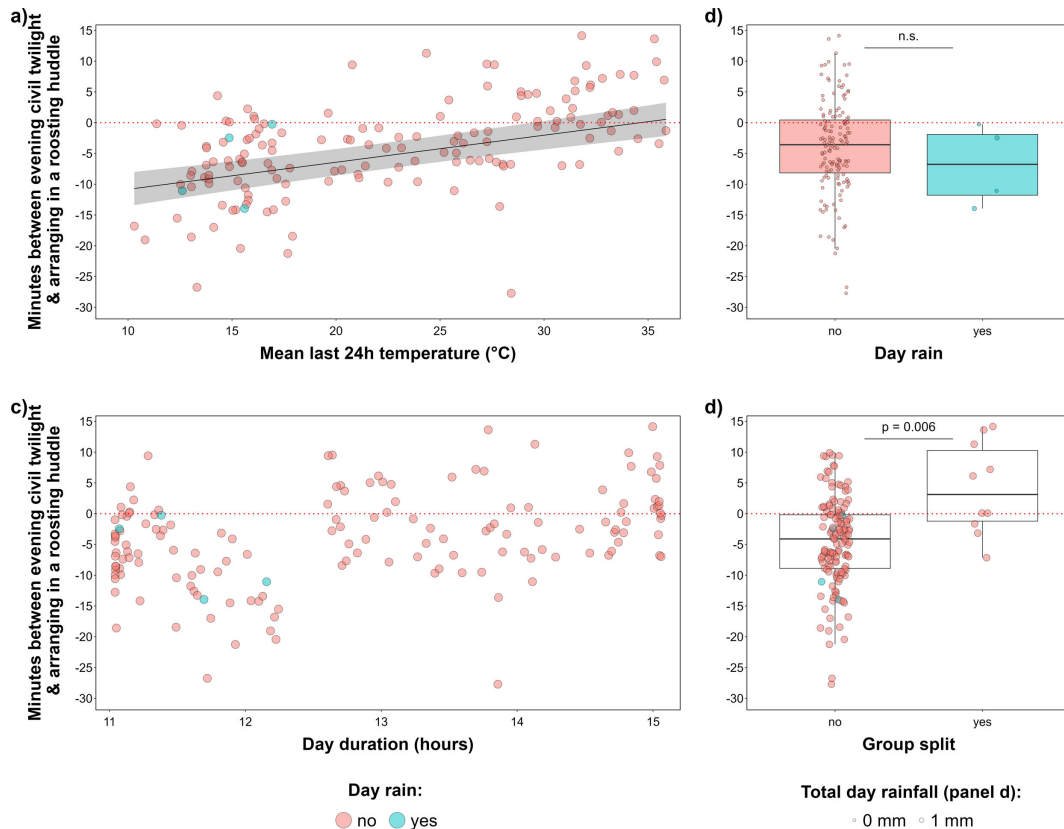 a)
Minutes between evening civil twilight
& arranging in a roosting huddle
15
10
5
0
-5
-10
-15
-20
-25
-30
10
15
20
25
30
35
Mean last 24h temperature (°C)
d)
15
10
5
0
-5
-10
-15
-20
-25
-30
n.s.
no
yes
Day rain
c)
Minutes between evening civil twilight
& arranging in a roosting huddle
15
10
5
0
-5
-10
-15
-20
-25
-30
11
12
13
14
15
Day duration (hours)
d)
15
10
5
0
-5
-10
-15
-20
-25
-30
p = 0.006
no
yes
Group split
Day rain:
no yes
Total day rainfall (panel d):
0 mm 1 mm